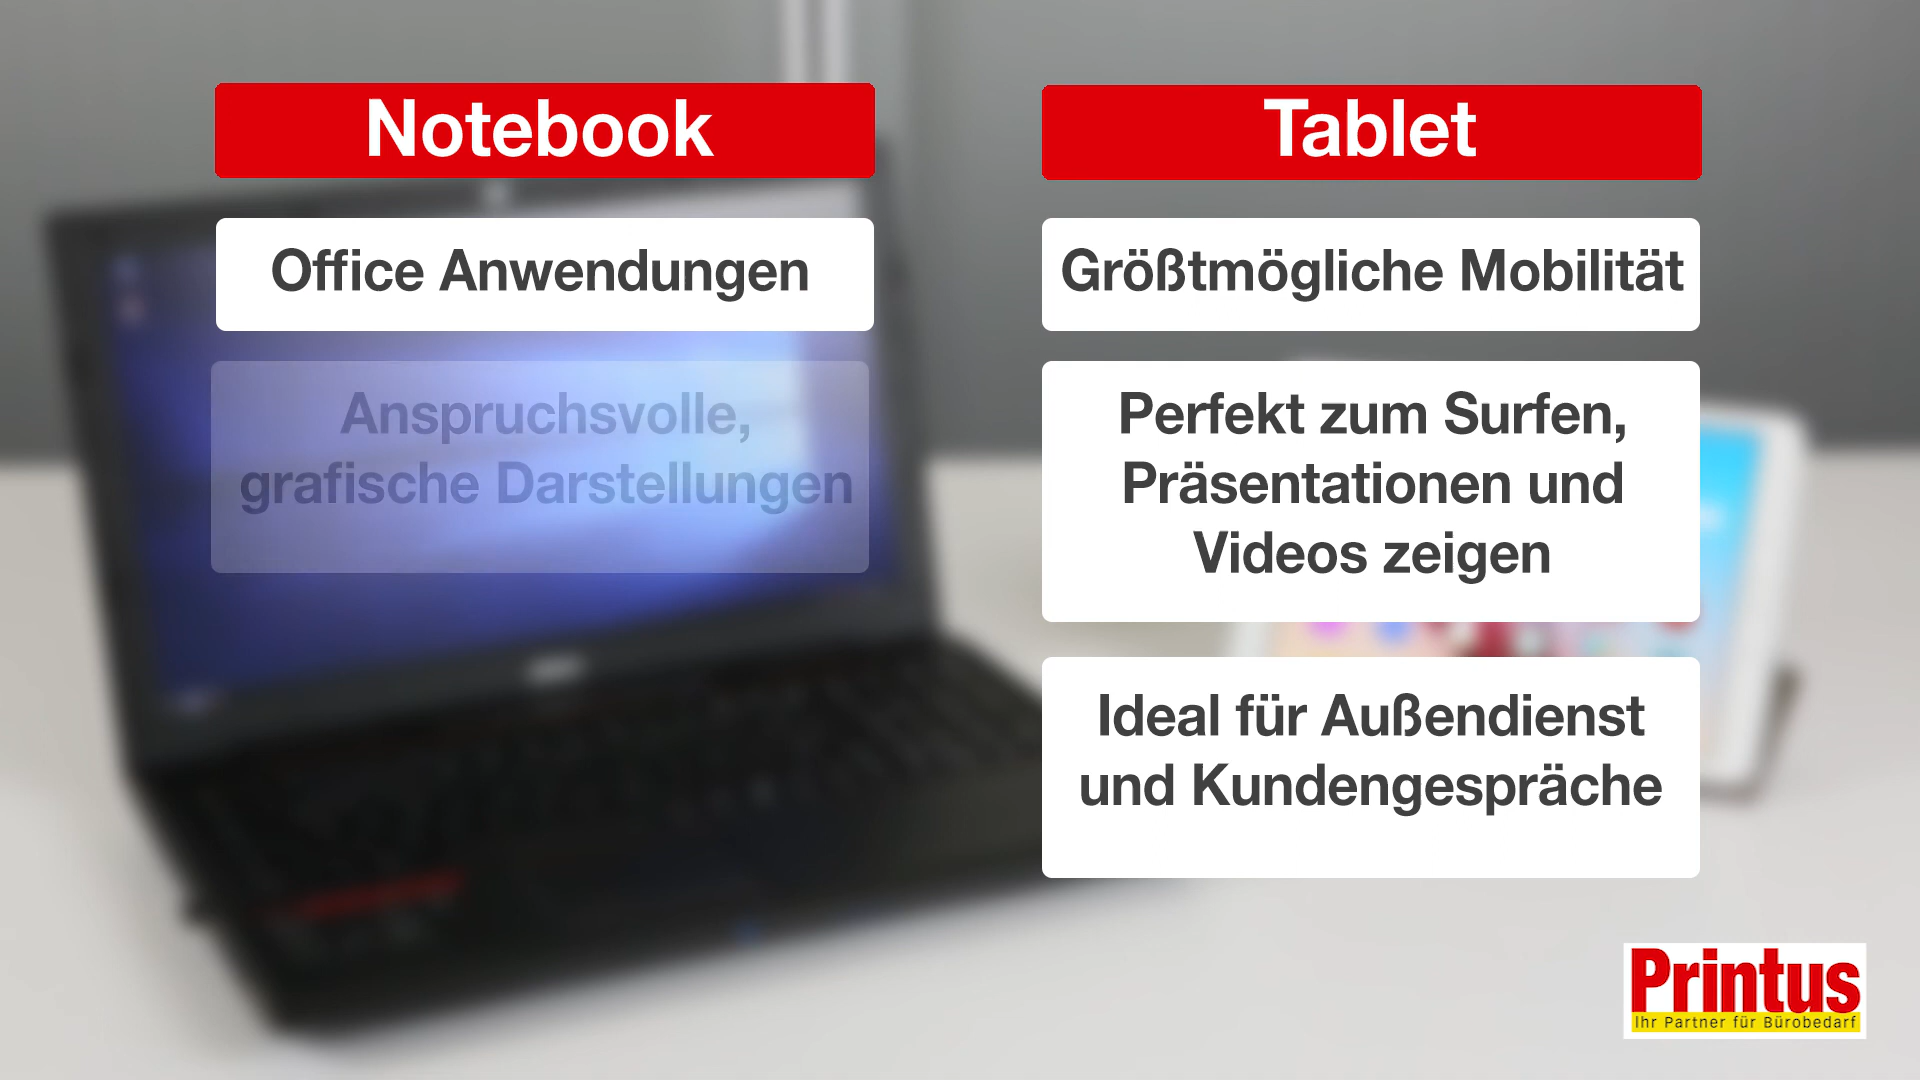 Notebook
Office Anwendungen
Anspruchsvolle,
grafische Darstellungen
Tablet
Größtmögliche Mobilität
Perfekt zum Surfen,
Präsentationen und
Videos zeigen
Ideal für Außendienst
und Kundengespräche
Printus
Ihr Partner für Bürobedarf